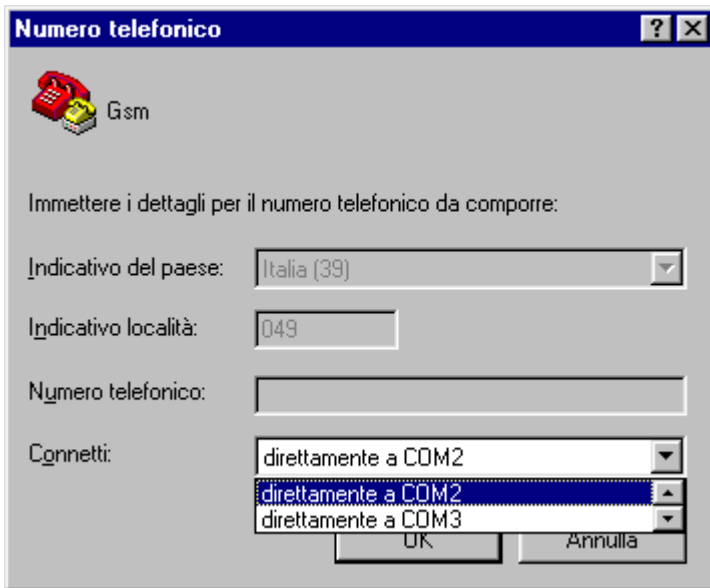 Numero telefonico
Gsm
Immettere i dettagli per il numero telefonico da comporre:
Indicativo del paese: Italia (39)
Indicativo località: 049
Numero telefonico:
Connetti: direttamente a COM2
direttamente a COM2
direttamente a COM3
OK Annulla